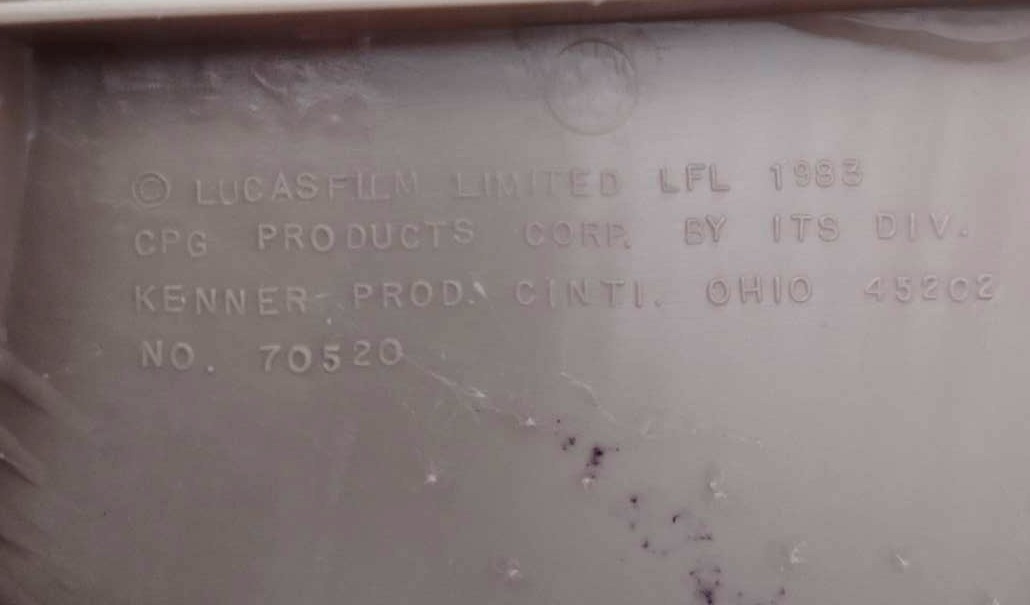 © LUCASFILM LIMITED LFL 1983
CPG PRODUCTS CORP. BY ITS DIV.
KENNER PROD. CINTI. OHIO 45202
NO. 70520